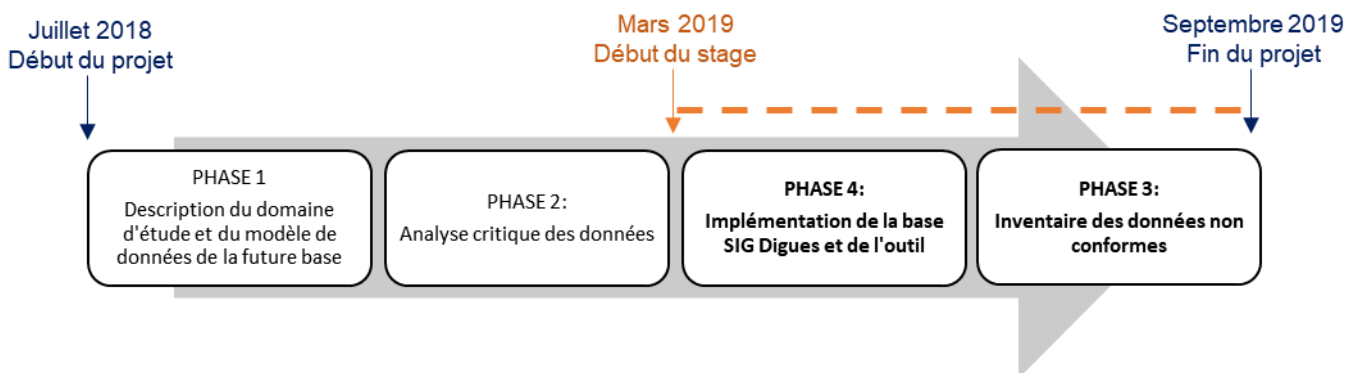 Juillet 2018
Début du projet
Mars 2019
Début du stage
Septembre 2019
Fin du projet
PHASE 1
Description du domaine
d'étude et du modèle de
données de la future base
PHASE 2:
Analyse critique des données
PHASE 4:
Implémentation de la base
SIG Digues et de l'outil
PHASE 3:
Inventaire des données non
conformes